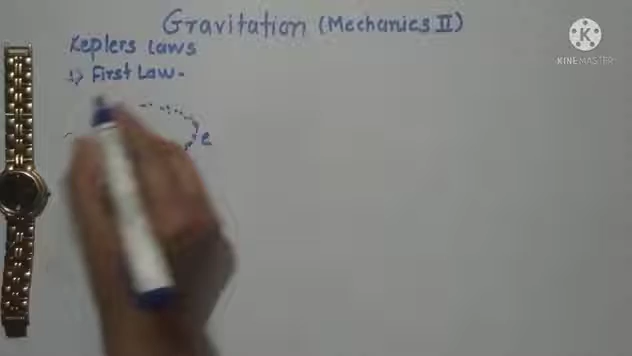 Gravitation (Mechanics II)
Keplers laws
1) First Law -
e
K
KINEMASTER